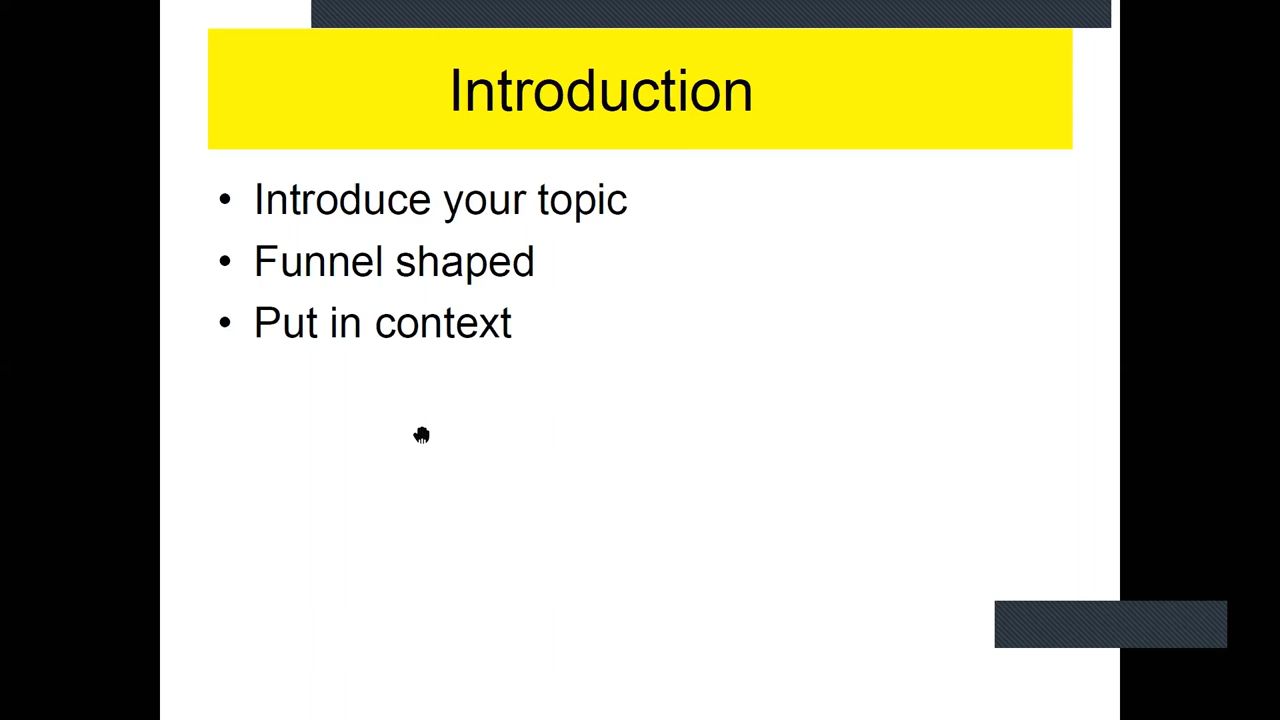 Introduction
• Introduce your topic
• Funnel shaped
• Put in context